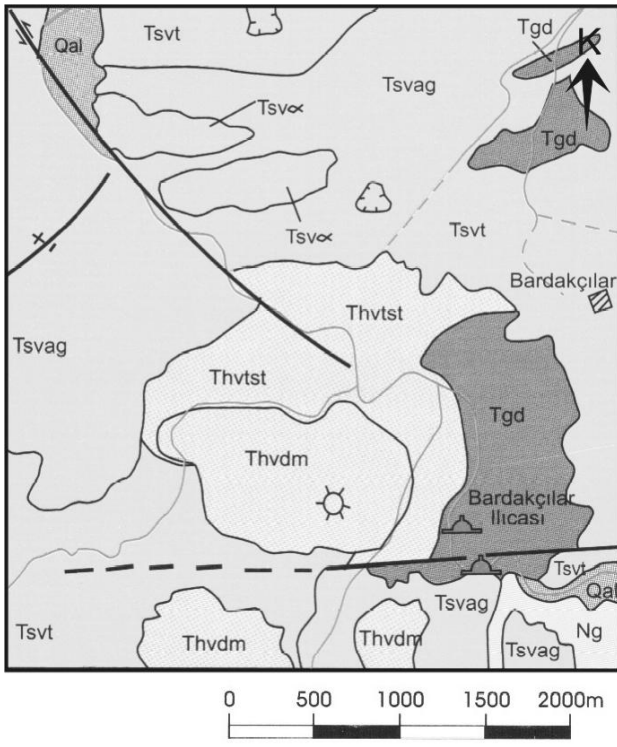 Tsvt
Tgd
K
Qal
Tsvag
Tsv∝
Tgd
Tsv∝
Tsvt
Bardakçılar
Thvtst
Tsvag
Thvtst
Tgd
Thvdm
Bardakçılar
Ilıcası
Tsvt
Qal
Tsvag
Tsvt
Ng
Thvdm
Thvdm
Tsvag
0 500 1000 1500 2000m